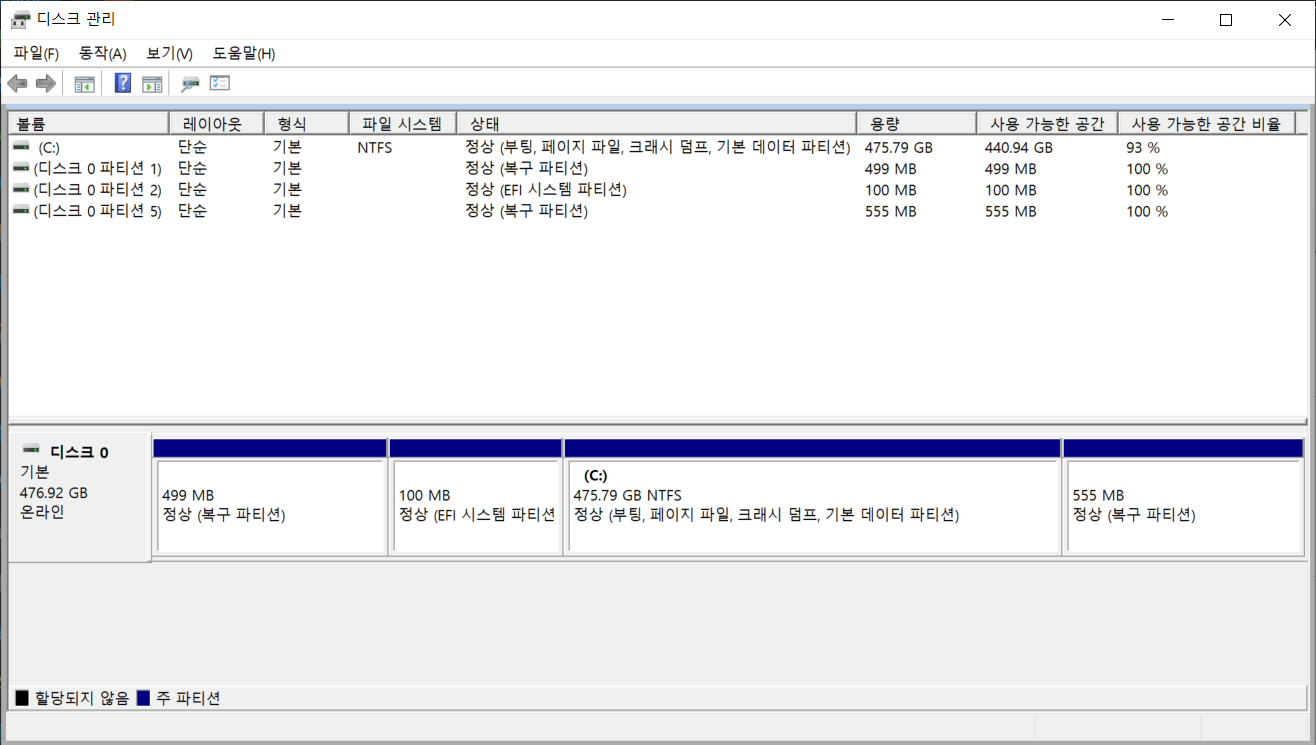 디스크 관리
파일(F) 동작(A) 보기(V) 도움말(H)
볼륨 레이아웃 형식 파일 시스템 상태 용량 사용 가능한 공간 사용 가능한 공간 비율
(C:) 단순 기본 NTFS 정상 (부팅, 페이지 파일, 크래시 덤프, 기본 데이터 파티션) 475.79 GB 440.94 GB 93 %
(디스크 0 파티션 1) 단순 기본 정상 (복구 파티션) 499 MB 499 MB 100 %
(디스크 0 파티션 2) 단순 기본 정상 (EFI 시스템 파티션) 100 MB 100 MB 100 %
(디스크 0 파티션 5) 단순 기본 정상 (복구 파티션) 555 MB 555 MB 100 %
디스크 0
기본
476.92 GB
온라인
499 MB
정상 (복구 파티션)
100 MB
정상 (EFI 시스템 파티션
(C:)
475.79 GB NTFS
정상 (부팅, 페이지 파일, 크래시 덤프, 기본 데이터 파티션)
555 MB
정상 (복구 파티션)
할당되지 않음 주 파티션